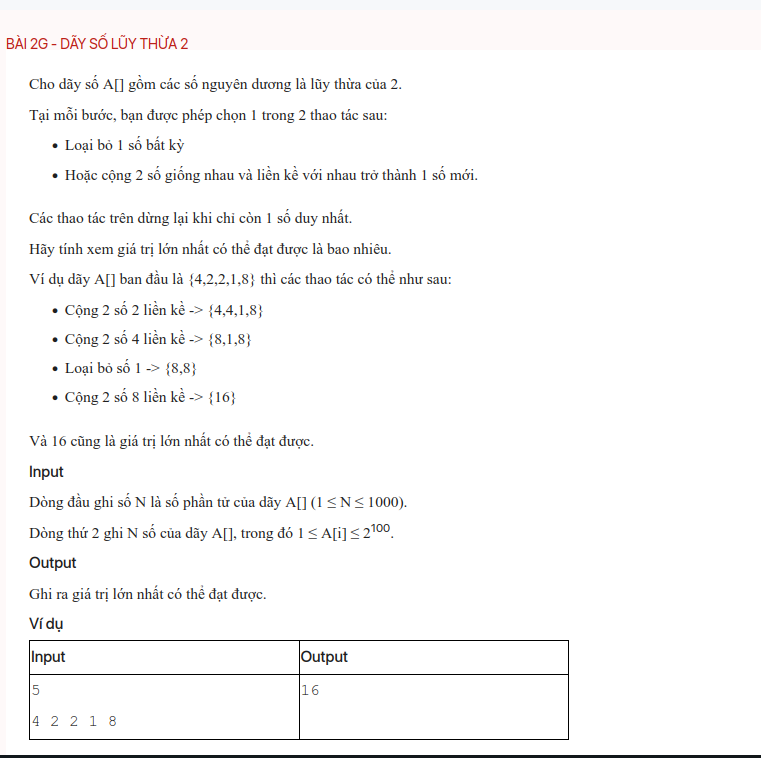 BÀI 2G - DÃY SỐ LŨY THỪA 2
Cho dãy số A[] gồm các số nguyên dương là lũy thừa của 2.
Tại mỗi bước, bạn được phép chọn 1 trong 2 thao tác sau:
• Loại bỏ 1 số bất kỳ
• Hoặc cộng 2 số giống nhau và liền kề với nhau trở thành 1 số mới.
Các thao tác trên dừng lại khi chỉ còn 1 số duy nhất.
Hãy tính xem giá trị lớn nhất có thể đạt được là bao nhiêu.
Ví dụ dãy A[] ban đầu là {4,2,2,1,8} thì các thao tác có thể như sau:
• Cộng 2 số 2 liền kề -> {4,4,1,8}
• Cộng 2 số 4 liền kề -> {8,1,8}
• Loại bỏ số 1 -> {8,8}
• Cộng 2 số 8 liền kề -> {16}
Và 16 cũng là giá trị lớn nhất có thể đạt được.
Input
Dòng đầu ghi số N là số phần tử của dãy A[] (1 ≤ N ≤ 1000).
Dòng thứ 2 ghi N số của dãy A[], trong đó 1 ≤ A[i] ≤ 2^100.
Output
Ghi ra giá trị lớn nhất có thể đạt được.
Ví dụ
Input Output
5 16
4 2 2 1 8